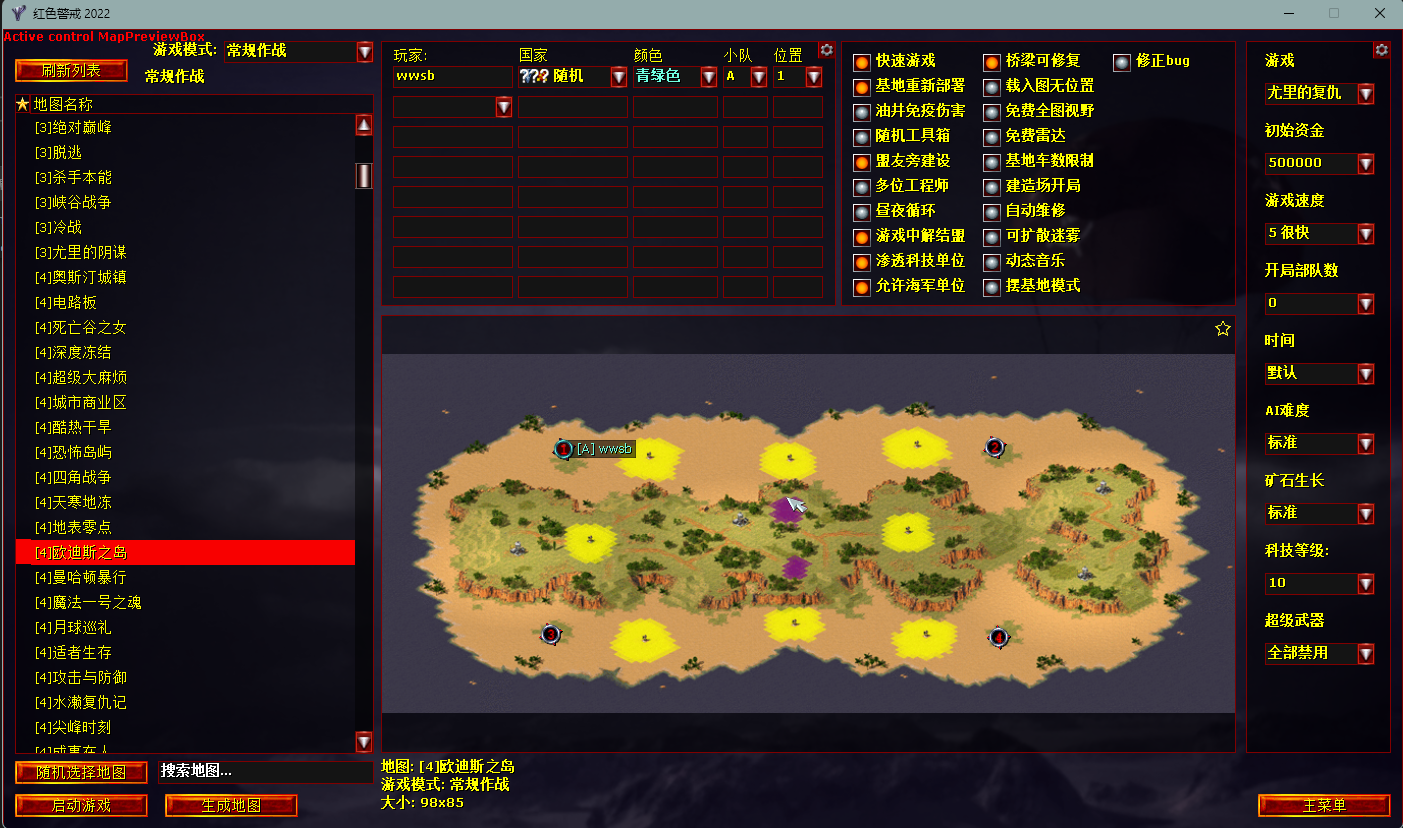 红色警戒 2022
Active control MapPreviewBox
游戏模式: 常规作战
刷新列表
常规作战
地图名称
[3]绝对巅峰
[3]脱逃
[3]杀手本能
[3]峡谷战争
[3]冷战
[3]尤里的阴谋
[4]奥斯汀城镇
[4]电路板
[4]死亡谷之女
[4]深度冻结
[4]超级大麻烦
[4]城市商业区
[4]酷热干旱
[4]恐怖岛屿
[4]四角战争
[4]天寒地冻
[4]地表零点
[4]欧迪斯之岛
[4]曼哈顿暴行
[4]魔法一号之魂
[4]月球巡礼
[4]适者生存
[4]攻击与防御
[4]水濑复仇记
[4]尖峰时刻
[4]成事在人
随机选择地图
搜索地图...
启动游戏
生成地图
玩家: 国家 颜色 小队 位置
wwsb ??? 随机 青绿色 A 1
快速游戏 桥梁可修复 修正bug
基地重新部署 载入图无位置
油井免疫伤害 免费全图视野
随机工具箱 免费雷达
盟友旁建设 基地车数限制
多位工程师 建造场开局
昼夜循环 自动维修
游戏中解结盟 可扩散迷雾
渗透科技单位 动态音乐
允许海军单位 摆基地模式
1 [A] wwsb
2
3
4
地图: [4]欧迪斯之岛
游戏模式: 常规作战
大小: 98x85
游戏
尤里的复仇
初始资金
500000
游戏速度
5 很快
开局部队数
0
时间
默认
AI难度
标准
矿石生长
标准
科技等级:
10
超级武器
全部禁用
主菜单